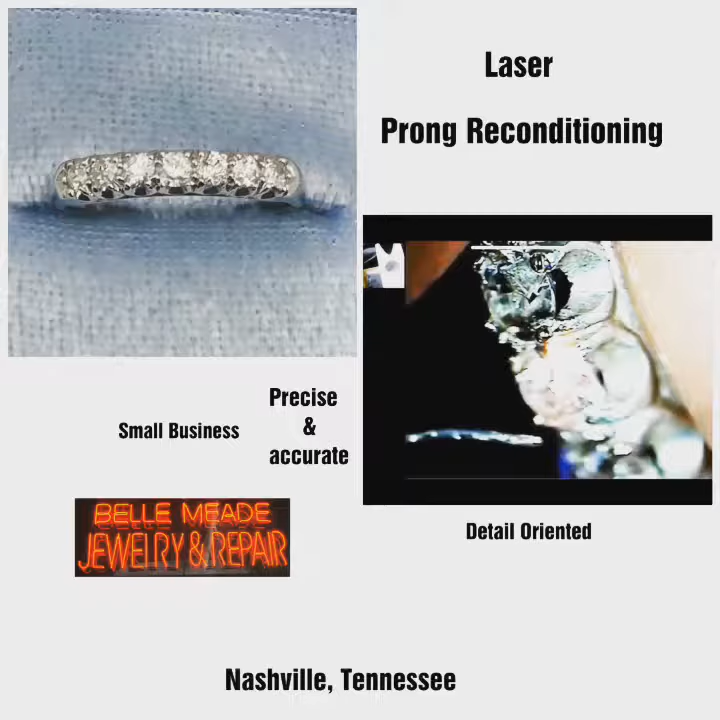 Laser
Prong Reconditioning
Precise
&
accurate
Small Business
BELLE MEADE
JEWELRY & REPAIR
Detail Oriented
Nashville, Tennessee